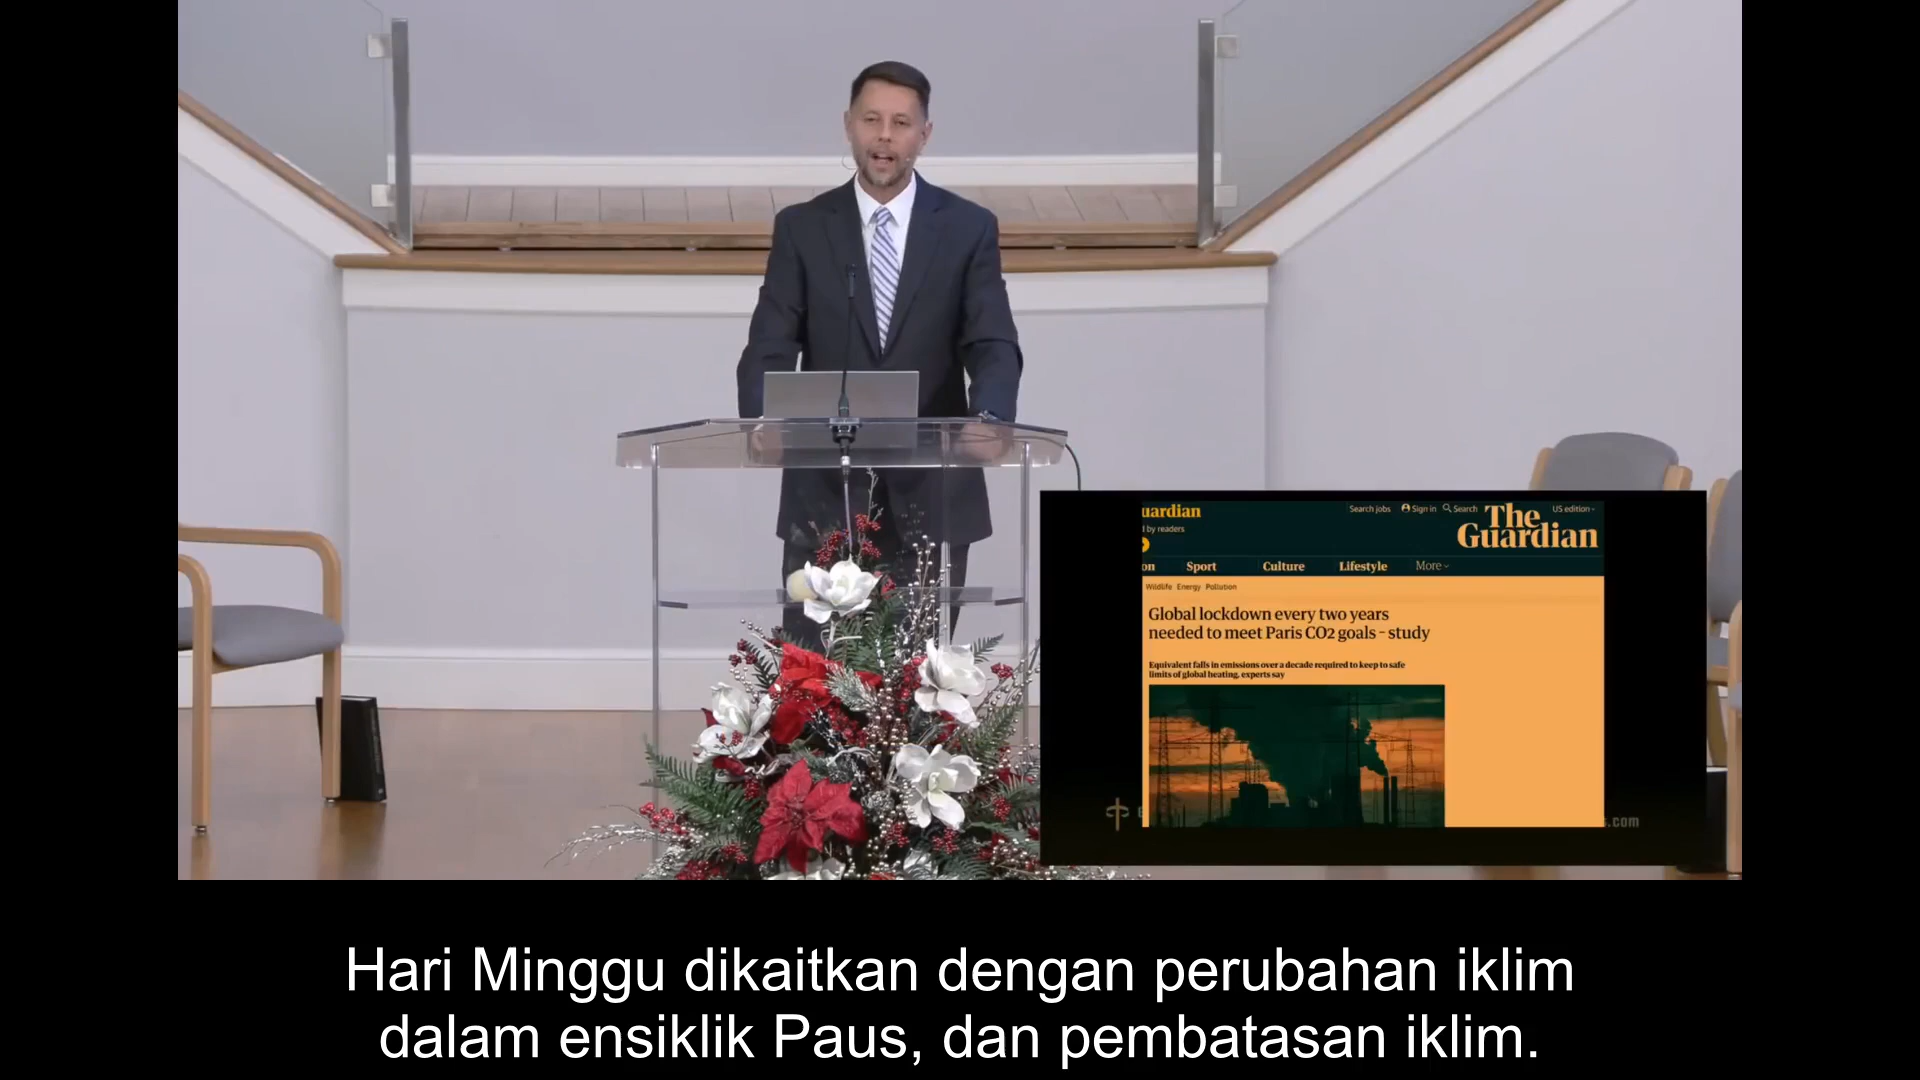 uardian
Search jobs
Sign in
Search
US edition
The
Guardian
l by readers
on
Sport
Culture
Lifestyle
More
Wildlife Energy Pollution
Global lockdown every two years
needed to meet Paris CO2 goals - study
Equivalent falls in emissions over a decade required to keep to safe
limits of global heating, experts say
.com
Hari Minggu dikaitkan dengan perubahan iklim
dalam ensiklik Paus, dan pembatasan iklim.